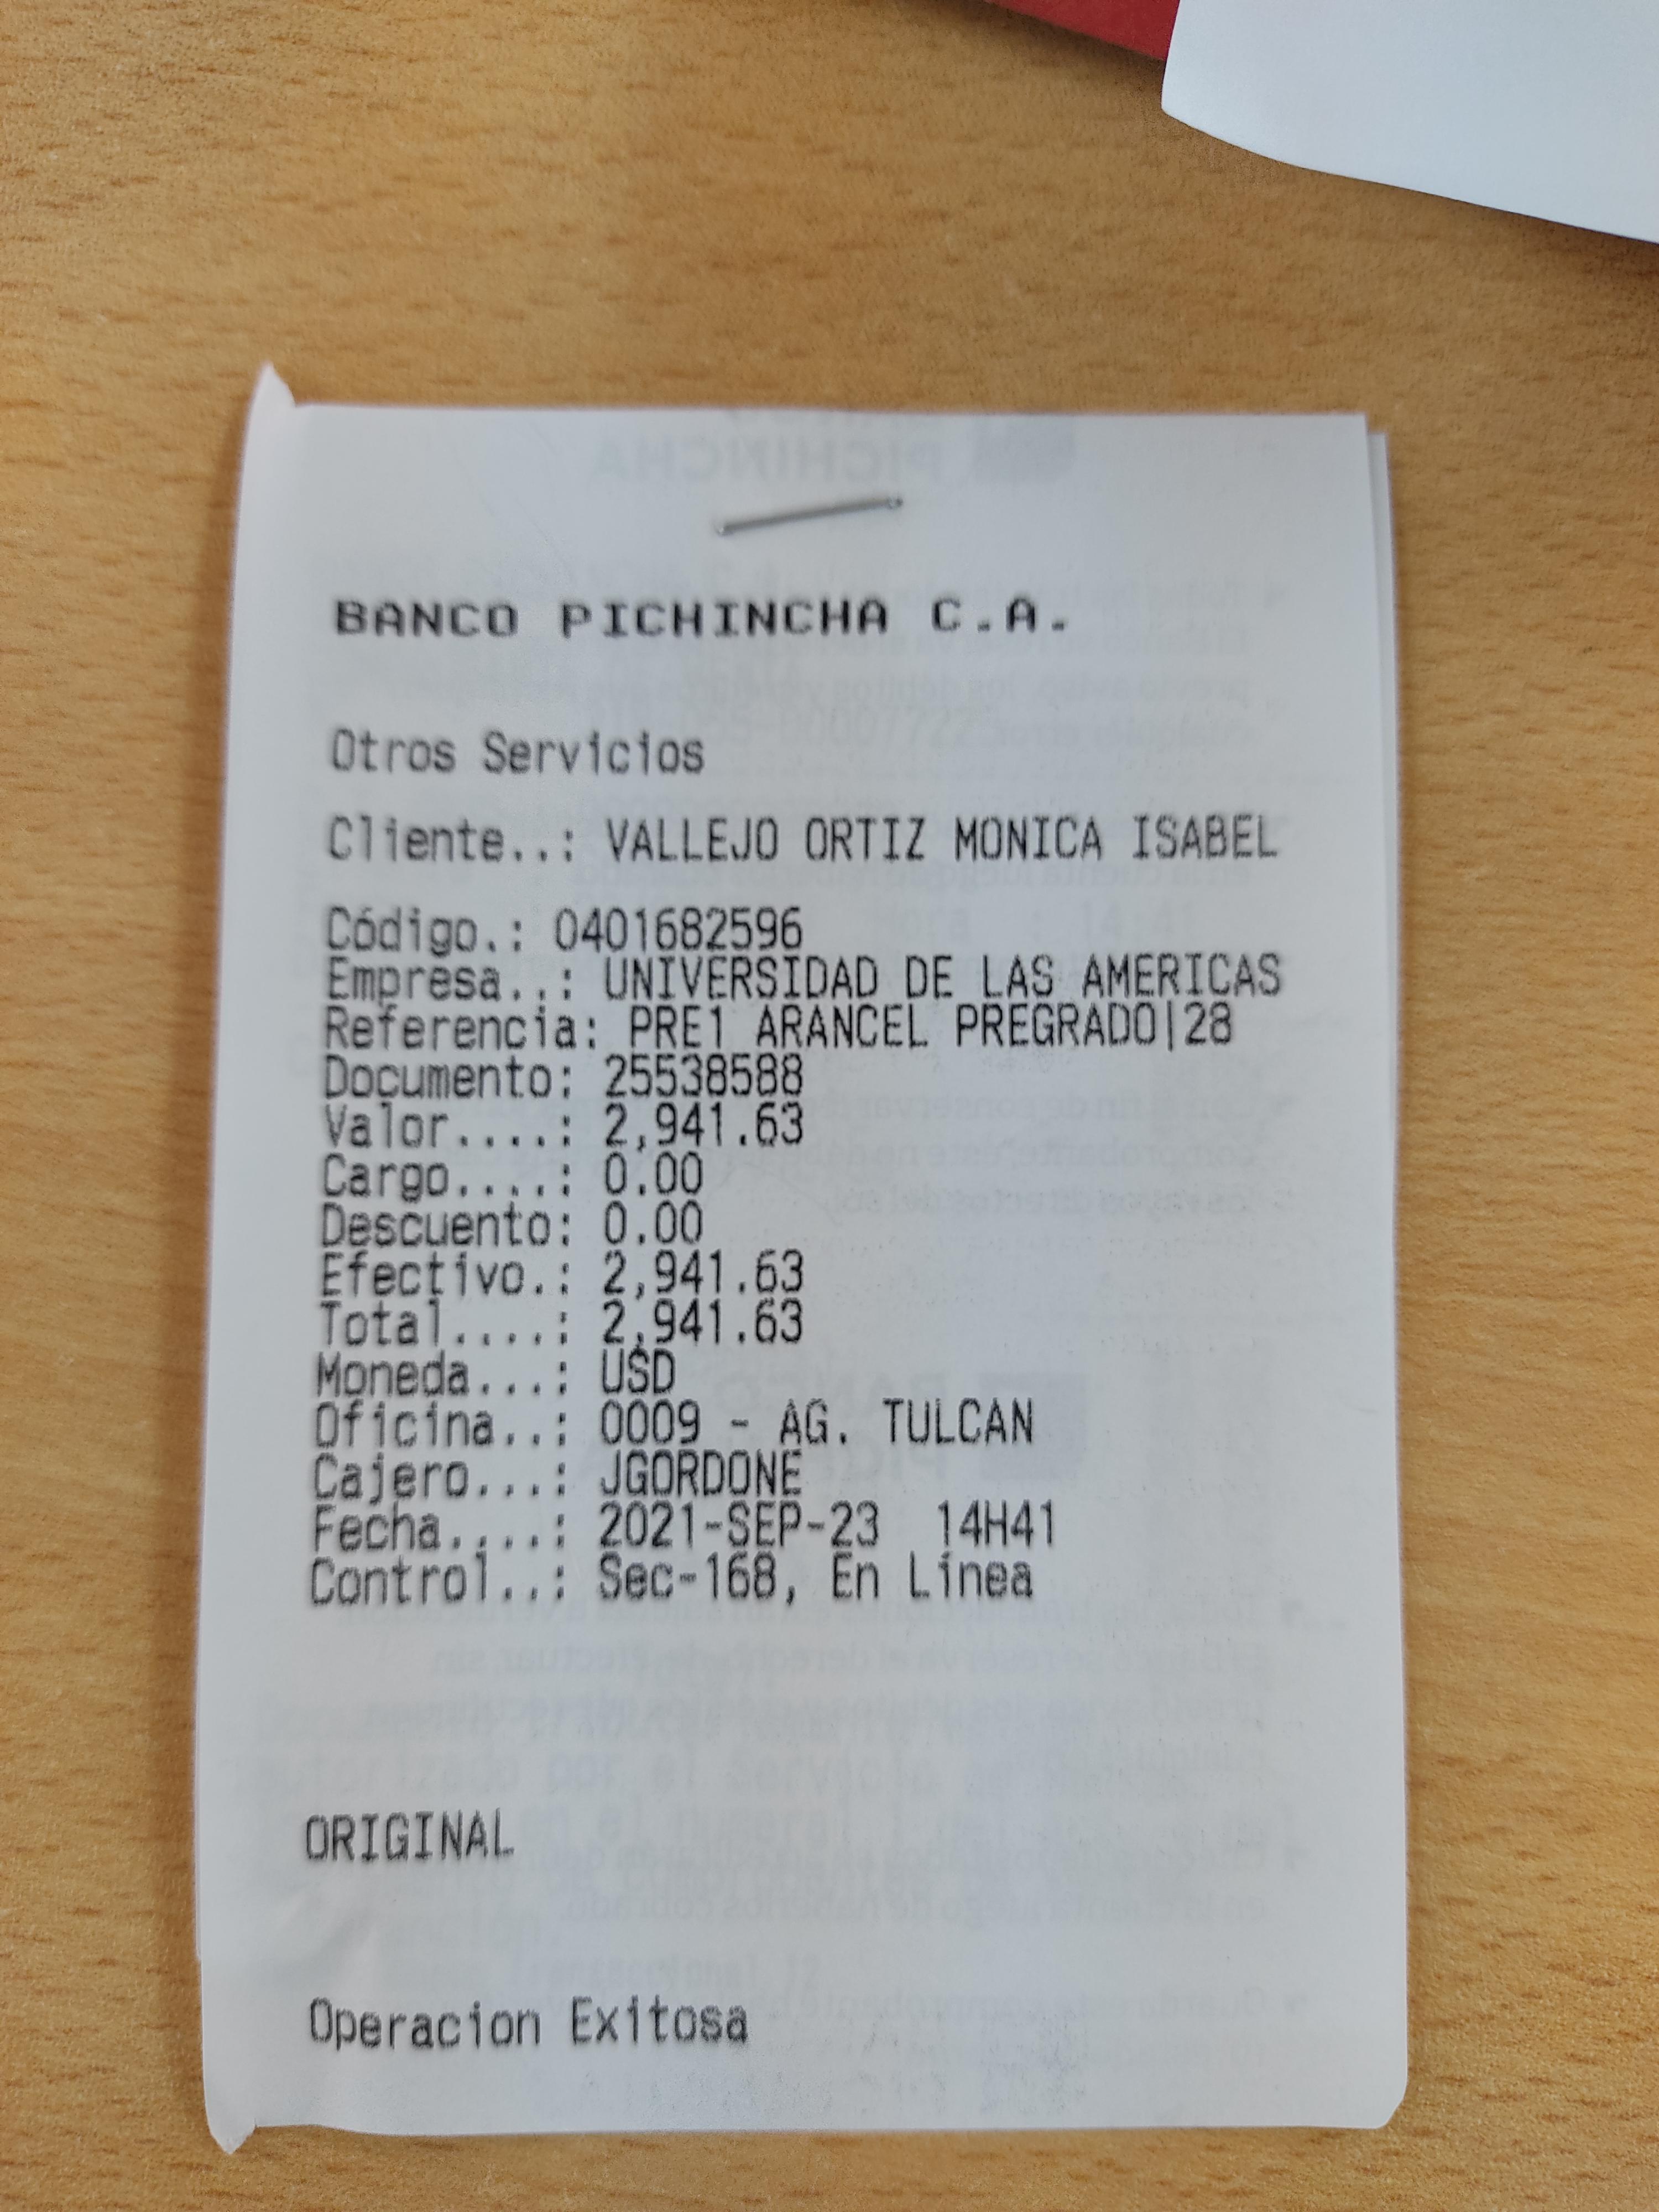 BANCO PICHINCHA C.A.
Otros Servicios
Cliente..: VALLEJO ORTIZ MONICA ISABEL
Código.: 0401682596
Empresa..: UNIVERSIDAD DE LAS AMERICAS
Referencia: PRE1 ARANCEL PREGRADO|28
Documento: 25538588
Valor....: 2,941.63
Cargo....: 0.00
Descuento: 0.00
Efectivo.: 2,941.63
Total....: 2,941.63
Moneda...: USD
Oficina..: 0009 - AG. TULCAN
Cajero...: JGORDONE
Fecha....: 2021-SEP-23 14H41
Control..: Sec-168, En Línea
ORIGINAL
Operacion Exitosa